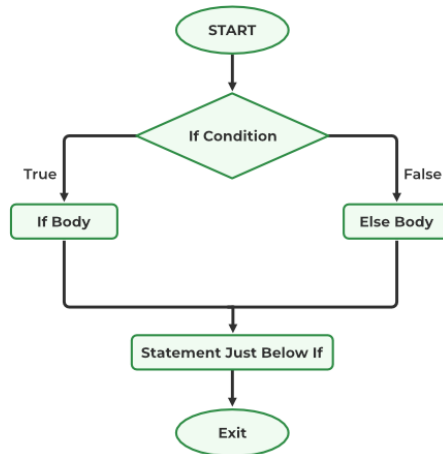 START
If Condition
True
False
If Body
Else Body
Statement Just Below If
Exit